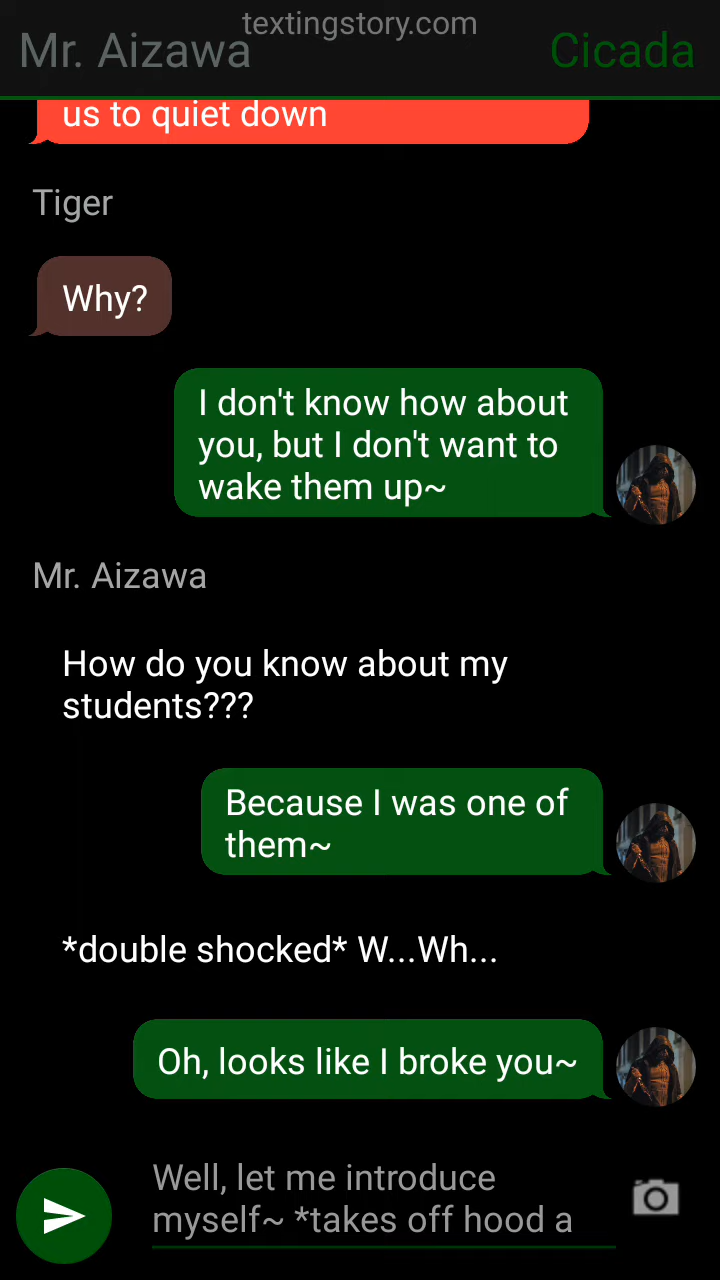 textingstory.com
Mr. Aizawa
Cicada
us to quiet down
Tiger
Why?
I don't know how about
you, but I don't want to
wake them up~
Mr. Aizawa
How do you know about my
students???
Because I was one of
them~
*double shocked* W...Wh...
Oh, looks like I broke you~
Well, let me introduce
myself~ *takes off hood a